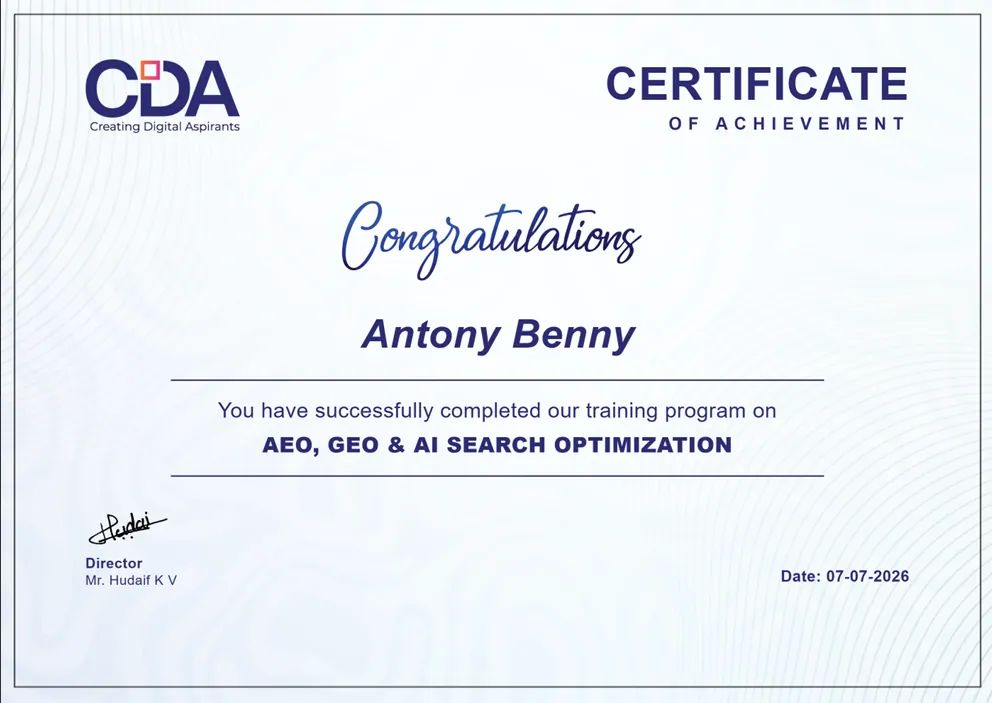 CDA
Creating Digital Aspirants
CERTIFICATE
OF ACHIEVEMENT
Congratulations
Antony Benny
You have successfully completed our training program on
AEO, GEO & AI SEARCH OPTIMIZATION
Hudai
Director
Mr. Hudaif K V
Date: 07-07-2026